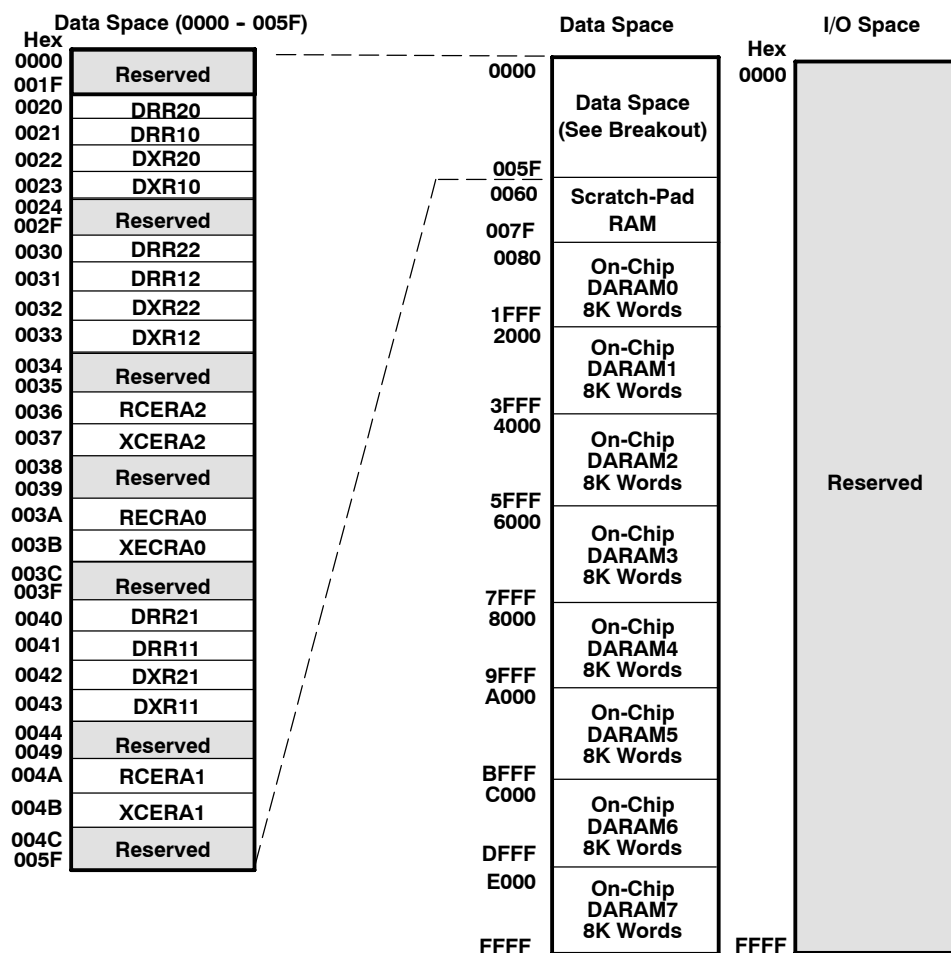 Data Space (0000 - 005F)
Hex
0000
001F
Reserved
0020
DRR20
0021
DRR10
0022
DXR20
0023
DXR10
0024
002F
Reserved
0030
DRR22
0031
DRR12
0032
DXR22
0033
DXR12
0034
0035
Reserved
0036
RCERA2
0037
XCERA2
0038
0039
Reserved
003A
RECRA0
003B
XECRA0
003C
003F
Reserved
0040
DRR21
0041
DRR11
0042
DXR21
0043
DXR11
0044
0049
Reserved
004A
RCERA1
004B
XCERA1
004C
005F
Reserved
Data Space
0000
Data Space
(See Breakout)
005F
0060
Scratch-Pad
RAM
007F
0080
On-Chip
DARAM0
8K Words
1FFF
2000
On-Chip
DARAM1
8K Words
3FFF
4000
On-Chip
DARAM2
8K Words
5FFF
6000
On-Chip
DARAM3
8K Words
7FFF
8000
On-Chip
DARAM4
8K Words
9FFF
A000
On-Chip
DARAM5
8K Words
BFFF
C000
On-Chip
DARAM6
8K Words
DFFF
E000
On-Chip
DARAM7
8K Words
FFFF
I/O Space
Hex
0000
Reserved
FFFF